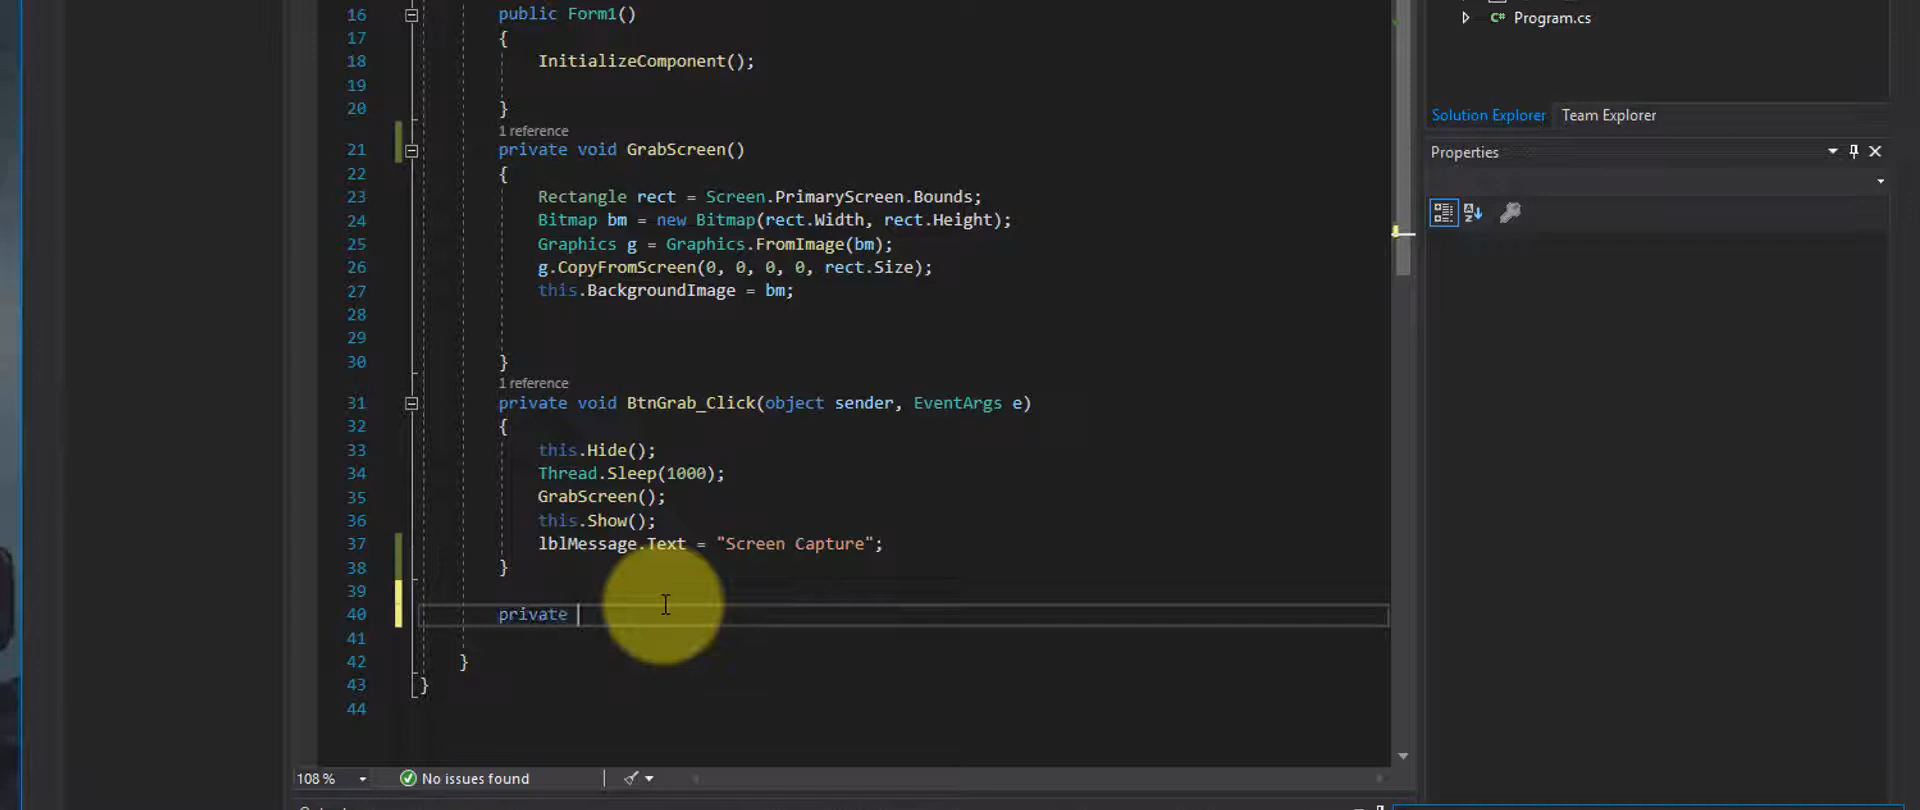 16 public Form1()
17 {
18 InitializeComponent();
19
20 }
1 reference
21 private void GrabScreen()
22 {
23 Rectangle rect = Screen.PrimaryScreen.Bounds;
24 Bitmap bm = new Bitmap(rect.Width, rect.Height);
25 Graphics g = Graphics.FromImage(bm);
26 g.CopyFromScreen(0, 0, 0, 0, rect.Size);
27 this.BackgroundImage = bm;
28
29
30 }
1 reference
31 private void BtnGrab_Click(object sender, EventArgs e)
32 {
33 this.Hide();
34 Thread.Sleep(1000);
35 GrabScreen();
36 this.Show();
37 lblMessage.Text = "Screen Capture";
38 }
39
40 private
41
42 }
43 }
44
108 % No issues found
C# Program.cs
Solution Explorer Team Explorer
Properties